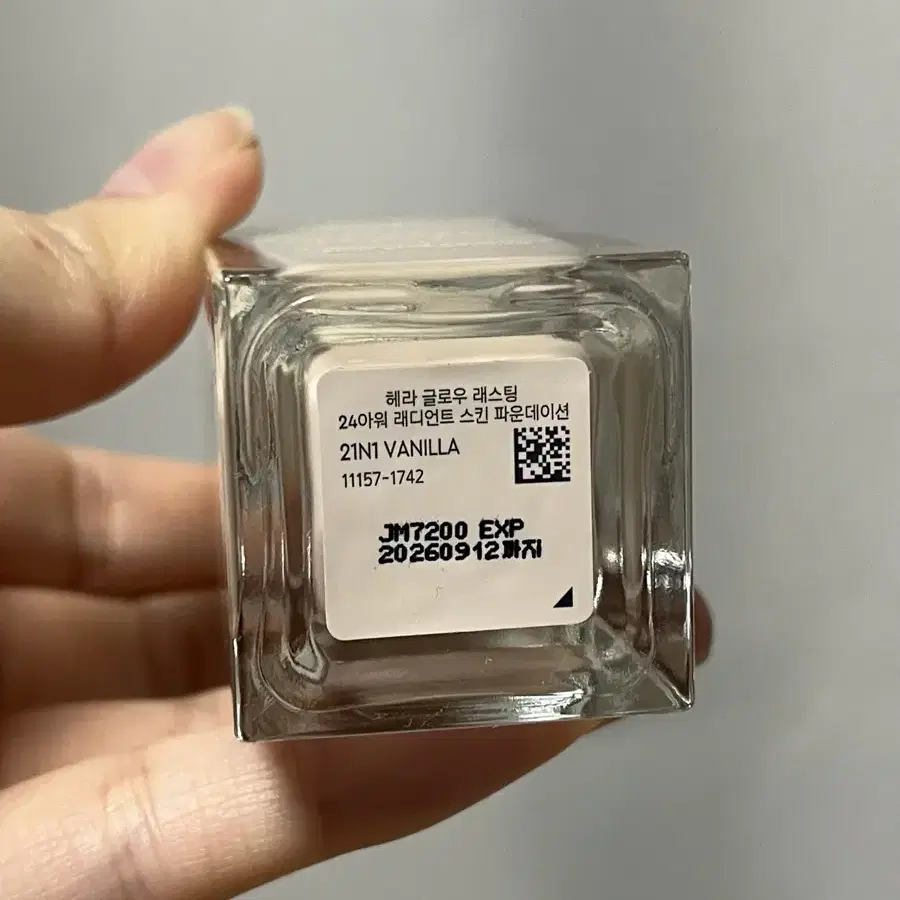 헤라 글로우 래스팅
24아워 래디언트 스킨 파운데이션
21N1 VANILLA
11157-1742
JM7200 EXP
20260912까지